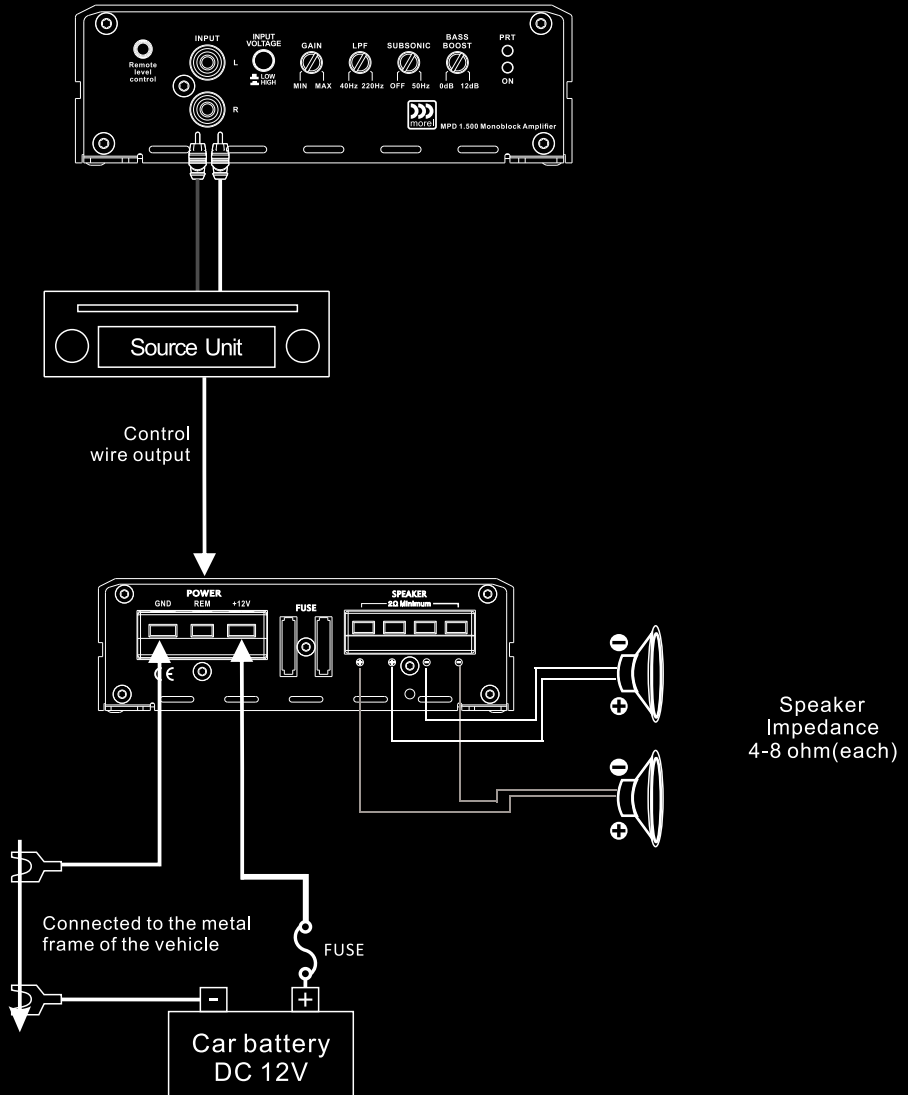 INPUT
INPUT
VOLTAGE
GAIN
LPF
SUBSONIC
BASS
BOOST
PRT
Remote
level
control
L
LOW
HIGH
MIN MAX
40Hz 220Hz
OFF 50Hz
0dB 12dB
ON
R
morel
MPD 1.500 Monoblock Amplifier
Source Unit
Control
wire output
POWER
GND REM +12V
FUSE
SPEAKER
2Ω Minimum
CE
Speaker
Impedance
4-8 ohm(each)
Connected to the metal
frame of the vehicle
FUSE
- +
Car battery
DC 12V